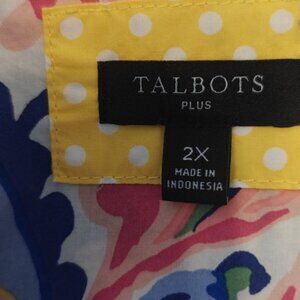 TALBOTS
PLUS
2X
MADE IN
INDONESIA